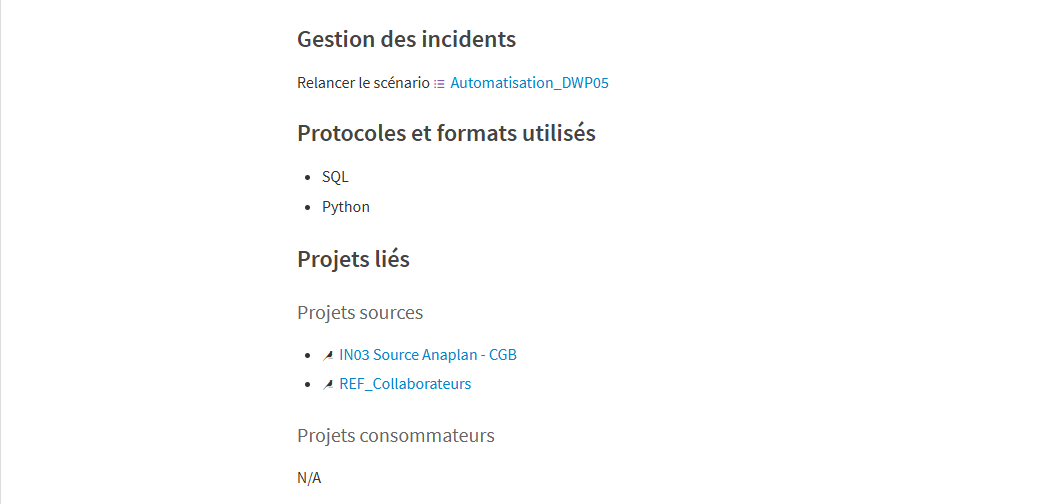 Gestion des incidents
Relancer le scénario Automatisation_DWP05
Protocoles et formats utilisés
SQL
Python
Projets liés
Projets sources
IN03 Source Anaplan - CGB
REF_Collaborateurs
Projets consommateurs
N/A